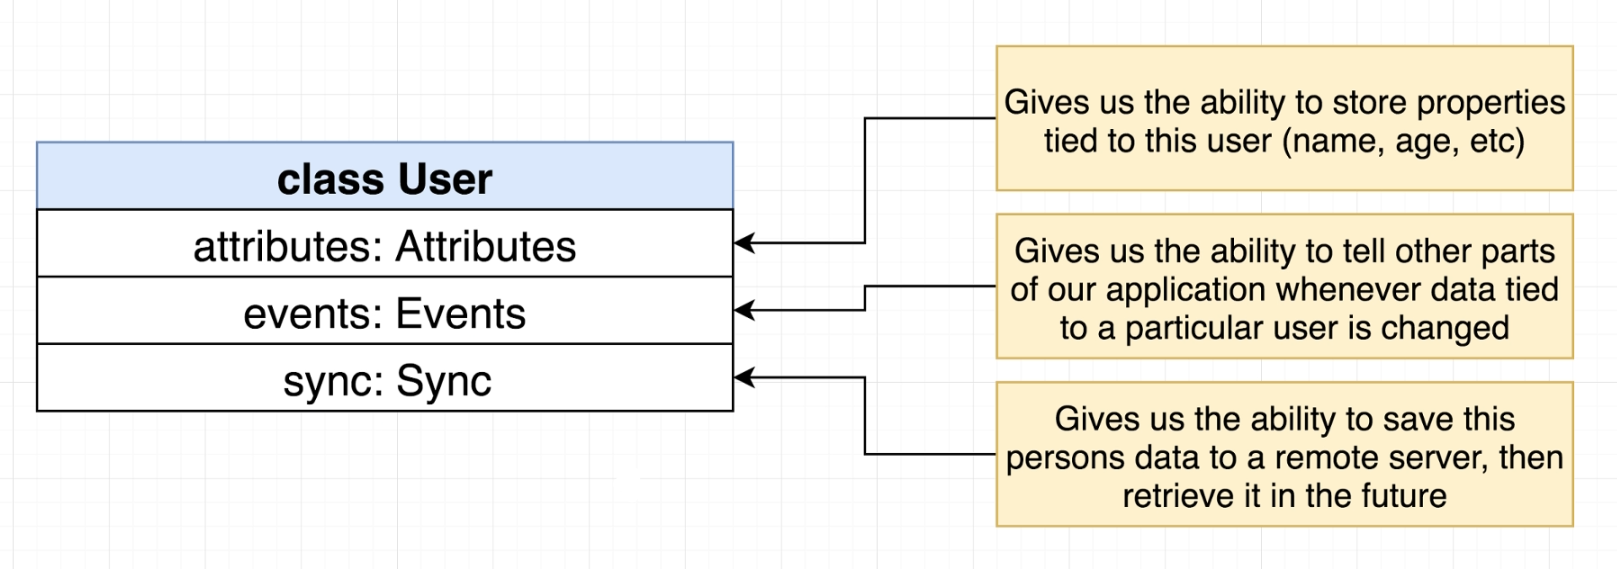 class User
attributes: Attributes
events: Events
sync: Sync
Gives us the ability to store properties
tied to this user (name, age, etc)
Gives us the ability to tell other parts
of our application whenever data tied
to a particular user is changed
Gives us the ability to save this
persons data to a remote server, then
retrieve it in the future